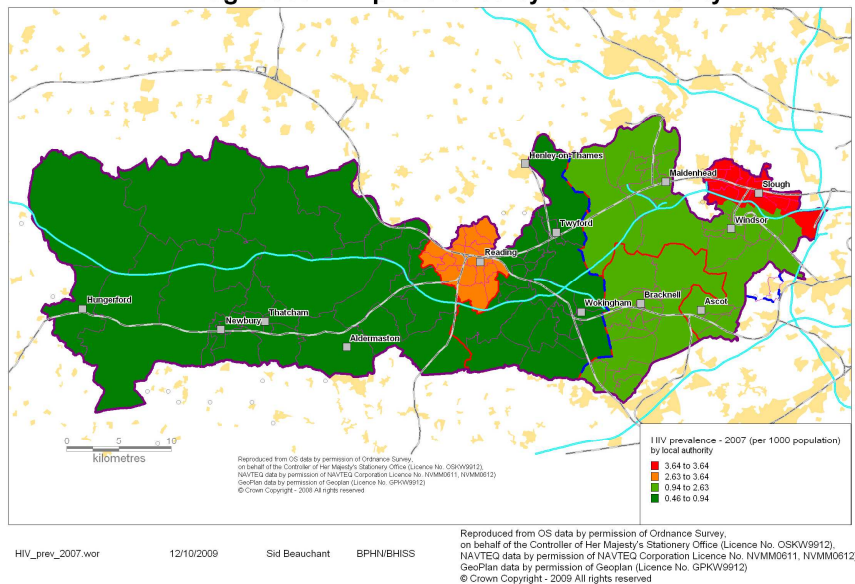 Henley-on-Thames
Maidenhead
Slough
Windsor
Twyford
Reading
Hungerford
Newbury
Thatcham
Aldermaston
Wokingham
Bracknell
Ascot
0 5 10
kilometres
Reproduced from OS data by permission of Ordnance Survey,
on behalf of the Controller of Her Majesty's Stationery Office (Licence No. OSKW9912),
NAVTEQ data by permission of NAVTEQ Corporation Licence No. NVMM0611, NVMM0612)
GeoPlan data by permission of Geoplan (Licence No. GPKW9912)
© Crown Copyright - 2008 All rights reserved
HIV prevalence - 2007 (per 1000 population)
by local authority
3.64 to 3.64
2.63 to 3.64
0.94 to 2.63
0.46 to 0.94
HIV_prev_2007.wor 12/10/2009 Sid Beauchant BPHN/BHISS
Reproduced from OS data by permission of Ordnance Survey,
on behalf of the Controller of Her Majesty's Stationery Office (Licence No. OSKW9912),
NAVTEQ data by permission of NAVTEQ Corporation Licence No. NVMM0611, NVMM0612)
GeoPlan data by permission of Geoplan (Licence No. GPKW9912)
© Crown Copyright - 2009 All rights reserved